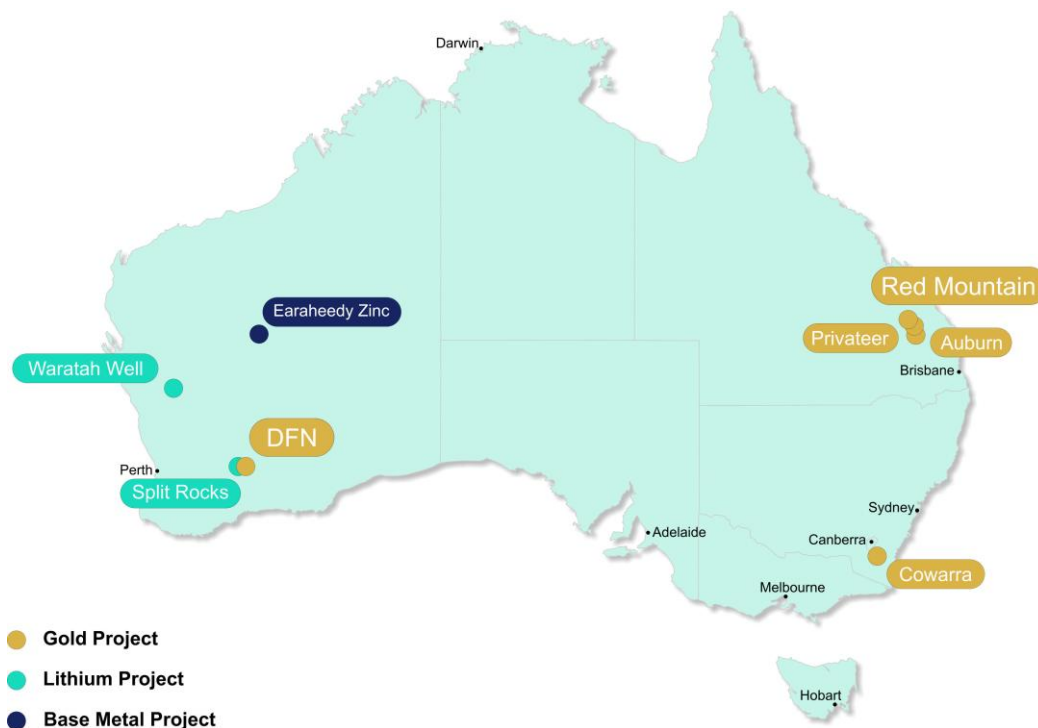 Darwin
Earaheedy Zinc
Red Mountain
Privateer
Auburn
Waratah Well
Brisbane
DFN
Perth
Split Rocks
Sydney
Adelaide
Canberra
Cowarra
Melbourne
Gold Project
Lithium Project
Hobart
Base Metal Project